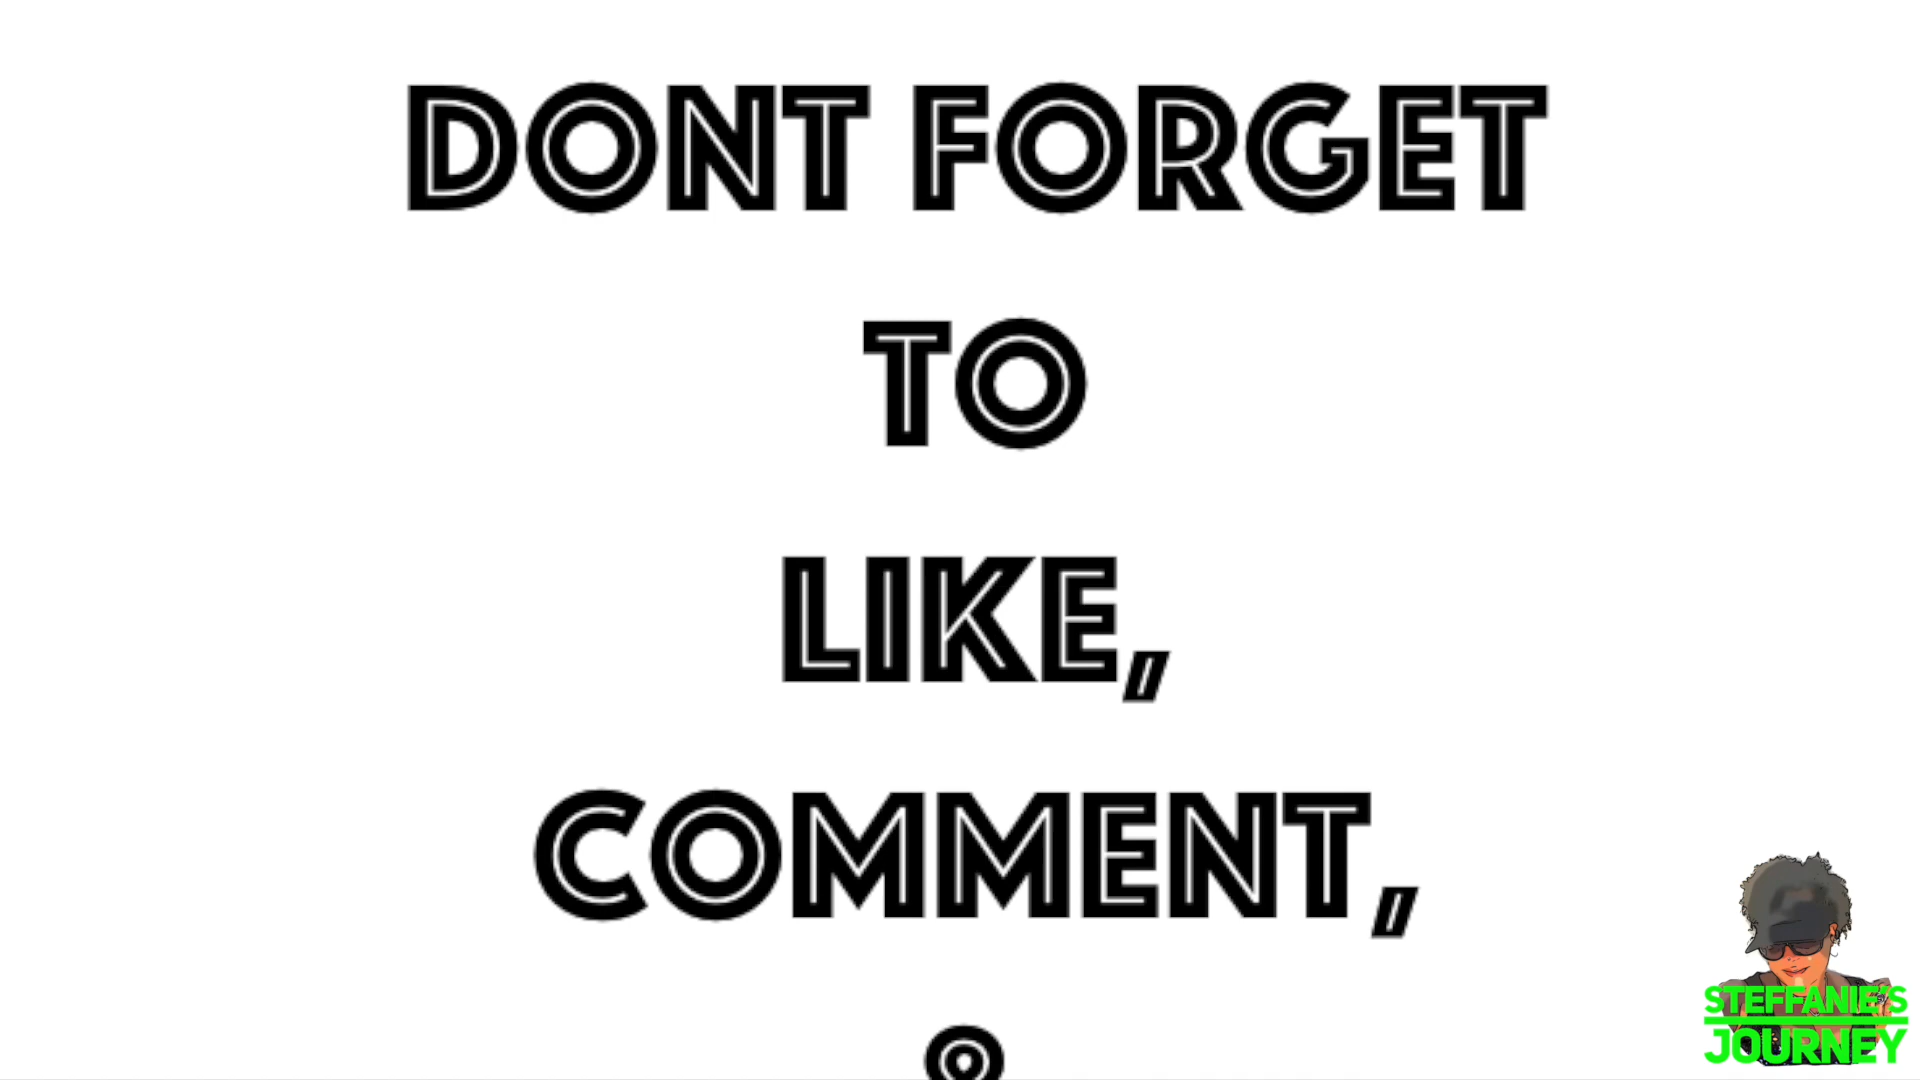 DONT FORGET
TO
LIKE,
COMMENT,
STEFFANIE'S
JOURNEY